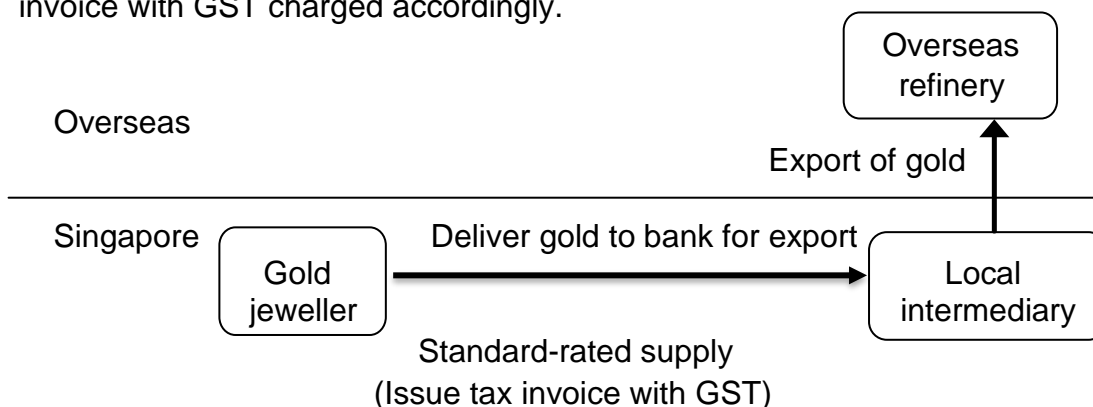 invoice with GST charged accordingly.
Overseas
refinery
Overseas
Export of gold
Singapore
Deliver gold to bank for export
Gold
jeweller
Local
intermediary
Standard-rated supply
(Issue tax invoice with GST)